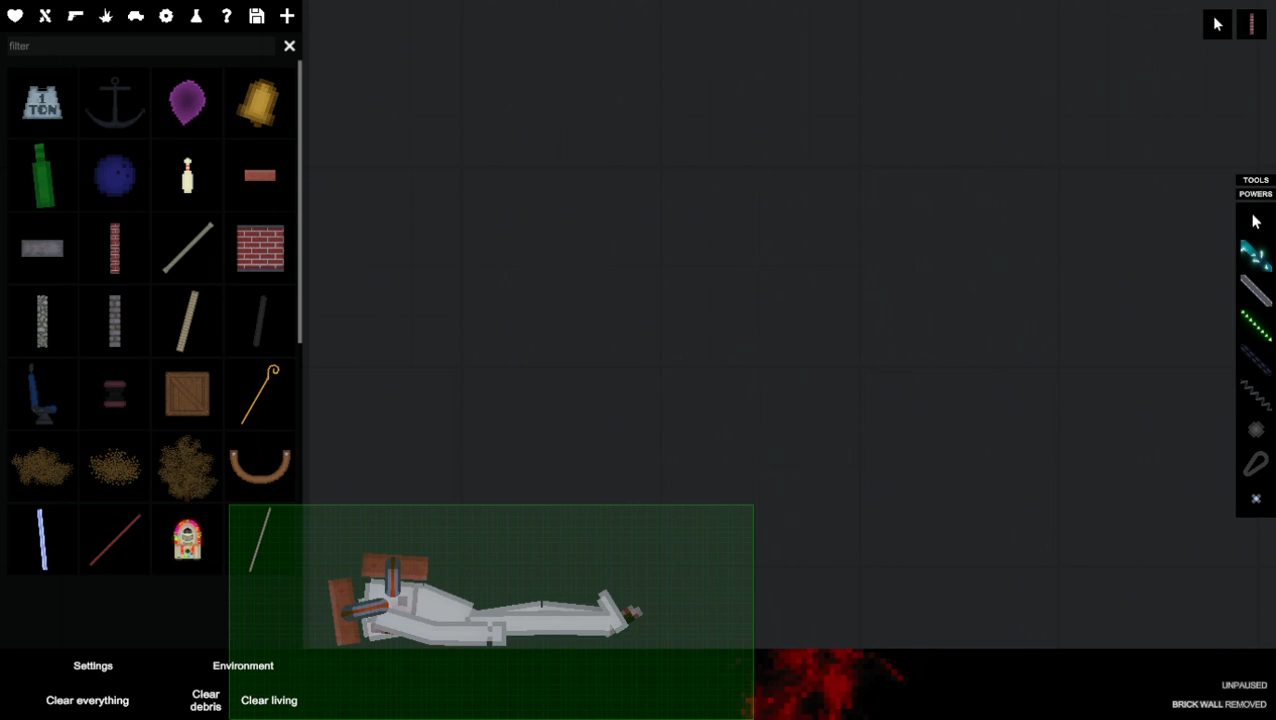 filter
1
TON
TOOLS
POWERS
Settings
Environment
Clear everything
Clear
debris
Clear living
UNPAUSED
BRICK WALL REMOVED